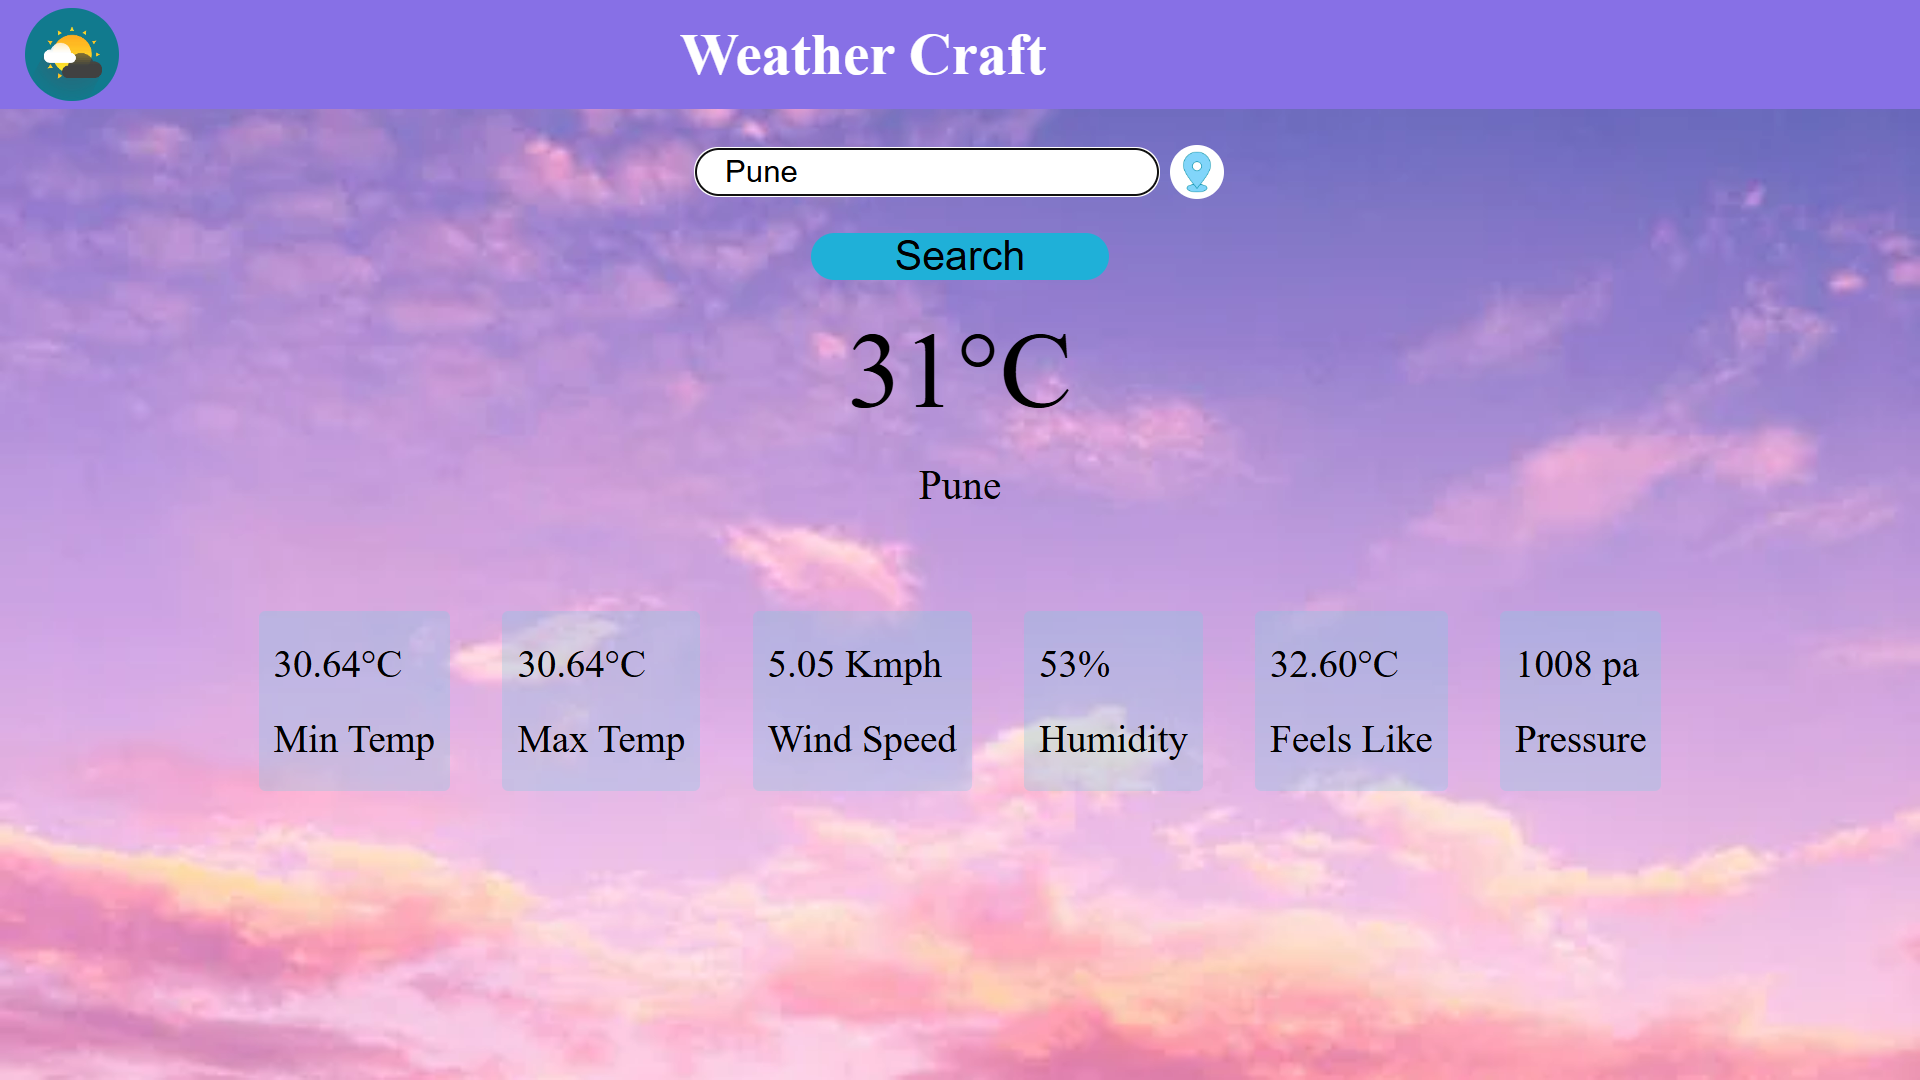 Weather Craft
Pune
Search
31°C
Pune
30.64°C
Min Temp
30.64°C
Max Temp
5.05 Kmph
Wind Speed
53%
Humidity
32.60°C
Feels Like
1008 pa
Pressure